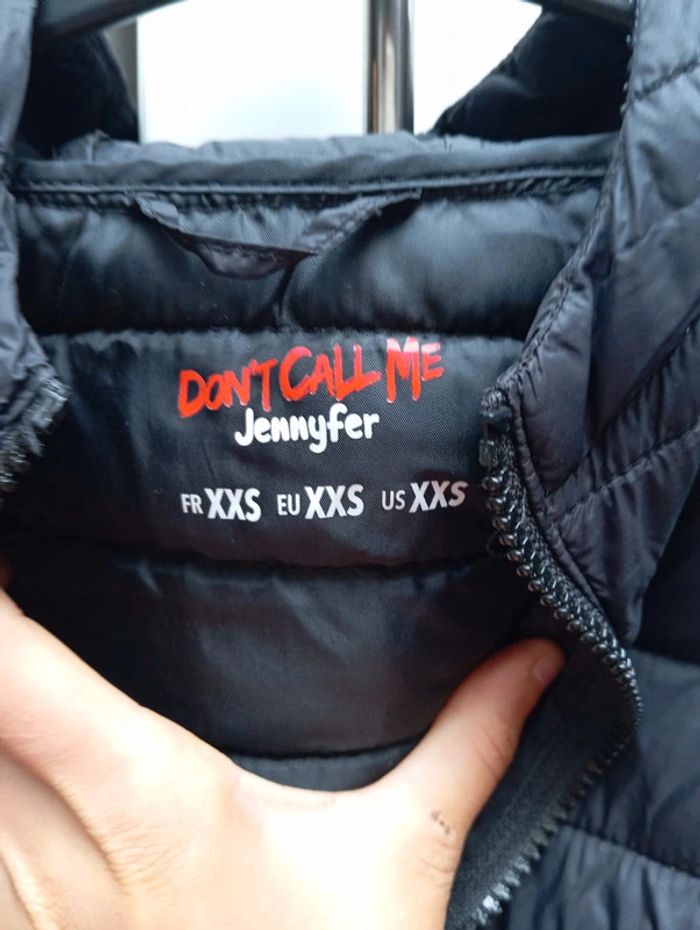 DON'T CALL ME
Jennyfer
FR XXS EU XXS US XXS